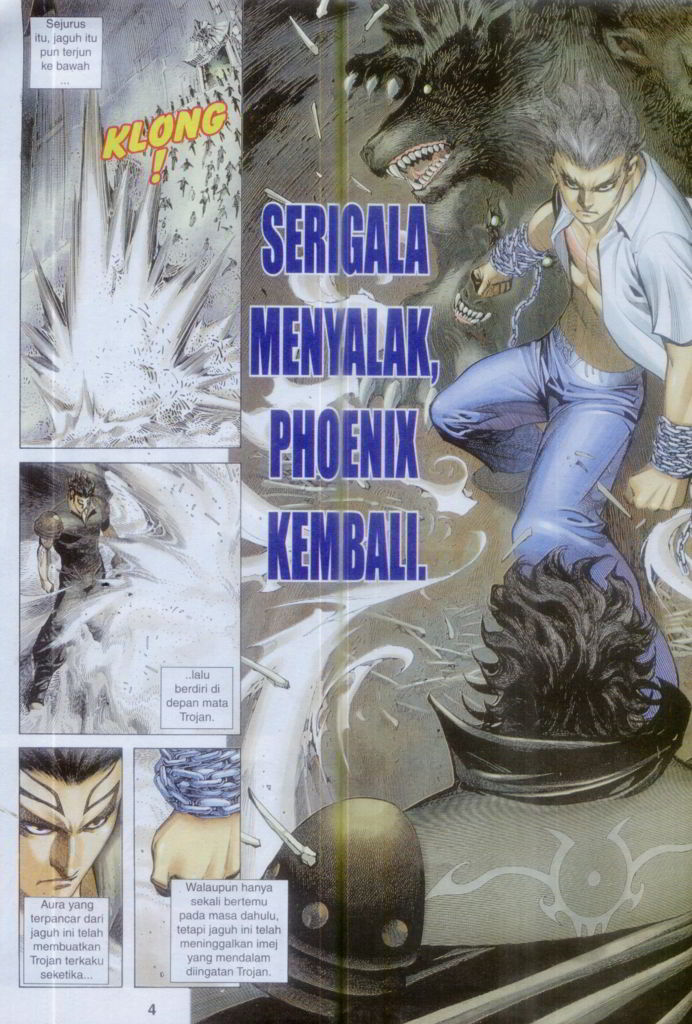 Sejurus
itu, jaguh itu
pun terjun
ke bawah
...
KLONG
!
SERIGALA
MENYALAK,
PHOENIX
KEMBALI.
..lalu
berdiri di
depan mata
Trojan.
Aura yang
terpancar dari
jaguh ini telah
membuatkan
Trojan terkaku
seketika...
Walaupun hanya
sekali bertemu
pada masa dahulu,
tetapi jaguh ini telah
meninggalkan imej
yang mendalam
diingatan Trojan.
4